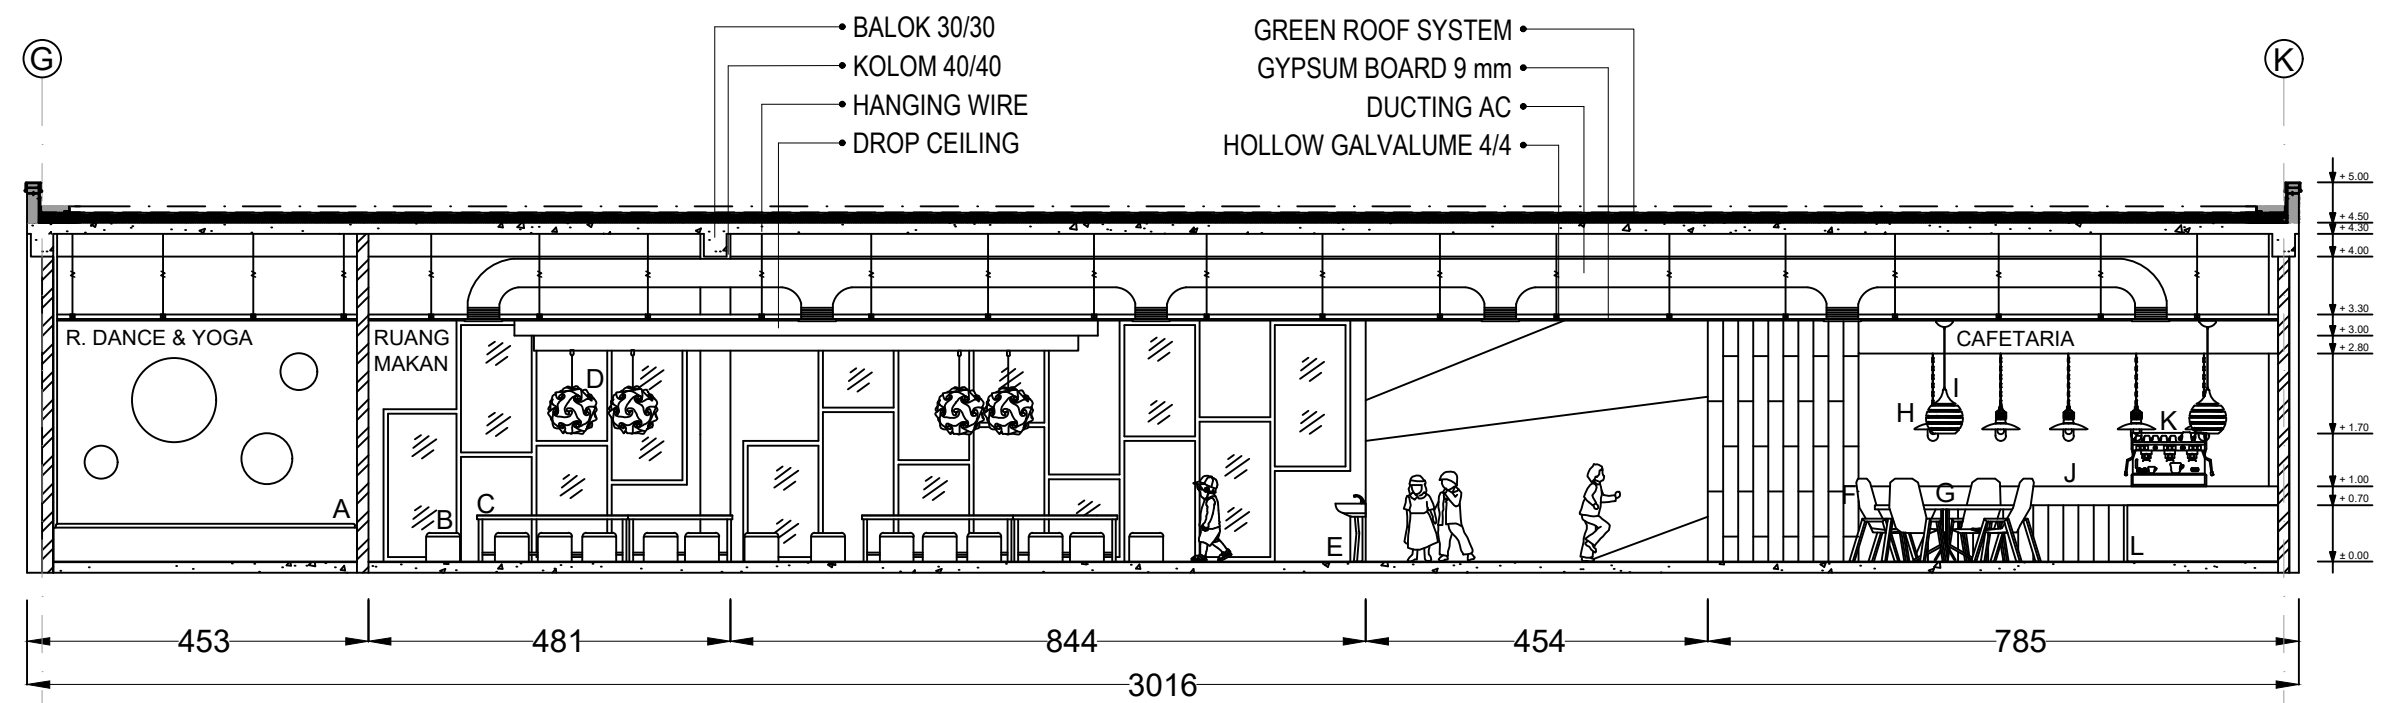 BALOK 30/30
KOLOM 40/40
HANGING WIRE
DROP CEILING
GREEN ROOF SYSTEM
GYPSUM BOARD 9 mm
DUCTING AC
HOLLOW GALVALUME 4/4
G
K
+ 5.00
+ 4.50
+ 4.30
+ 4.00
+ 3.30
+ 3.00
+ 2.80
+ 1.70
+ 1.00
+ 0.70
± 0.00
R. DANCE & YOGA
RUANG
MAKAN
CAFETARIA
A
B
C
D
E
F
G
H
I
J
K
L
453
481
844
454
785
3016